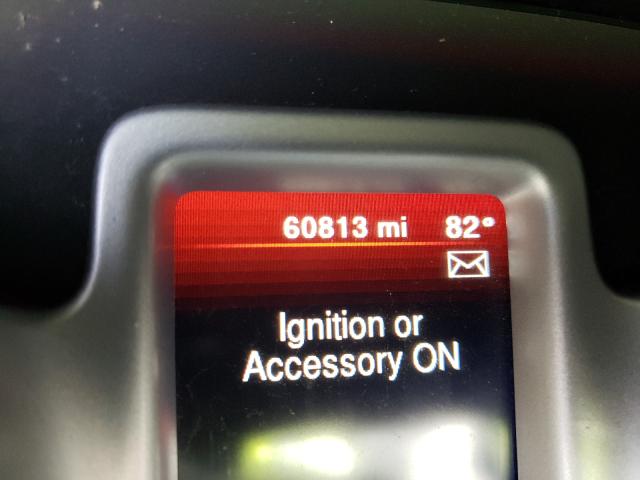 60813 mi 82°
Ignition or
Accessory ON